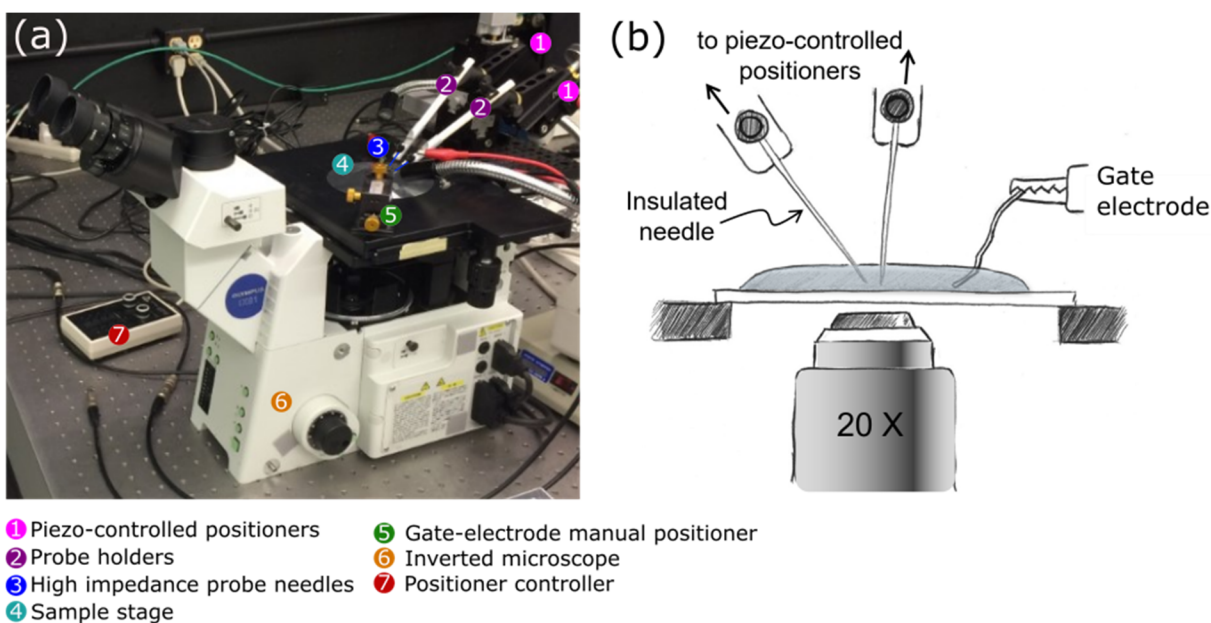 (a)
1
1
2
2
3
4
5
OLYMPUS
6
7
(b)
to piezo-controlled
positioners
Insulated
needle
Gate
electrode
20 X
1 Piezo-controlled positioners
2 Probe holders
3 High impedance probe needles
4 Sample stage
5 Gate-electrode manual positioner
6 Inverted microscope
7 Positioner controller